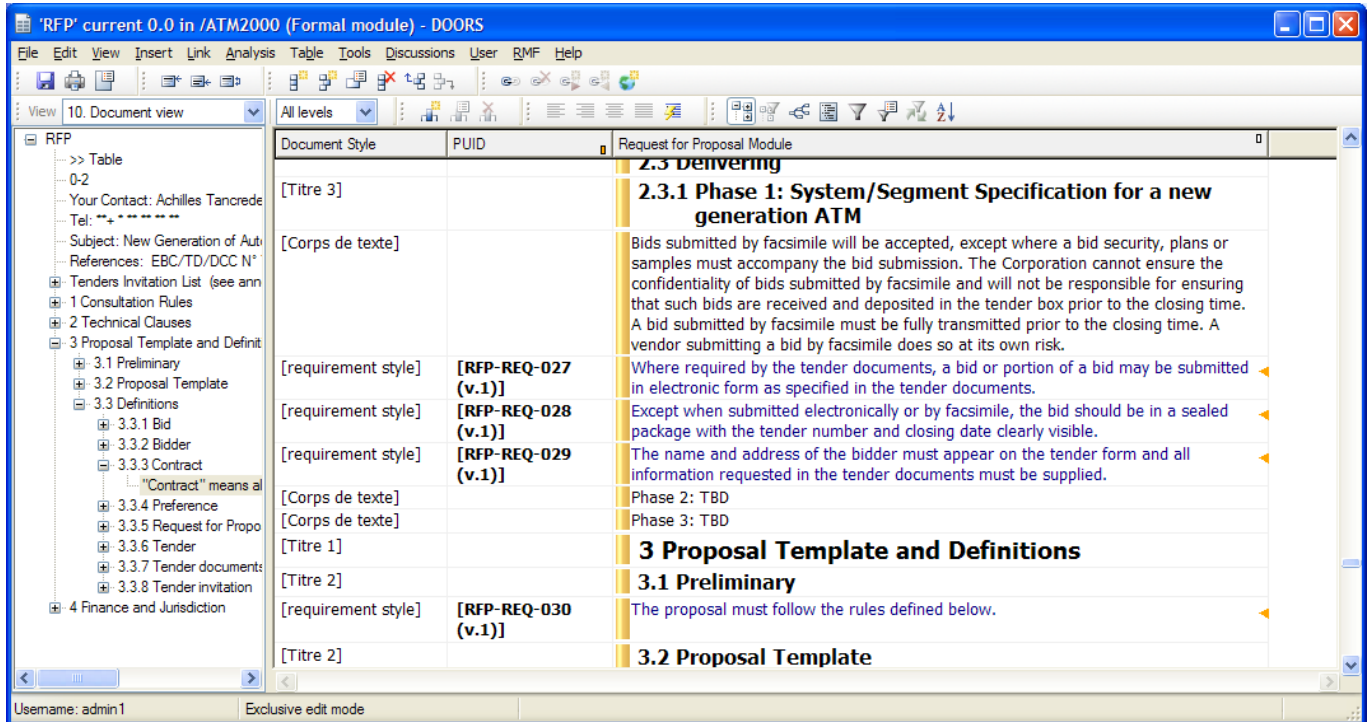 'RFP' current 0.0 in /ATM2000 (Formal module) - DOORS
File Edit View Insert Link Analysis Table Tools Discussions User RMF Help
View 10. Document view All levels
RFP
>> Table
0-2
Your Contact: Achilles Tancrede
Tel: **+ * ** ** ** **
Subject: New Generation of Aut
References: EBC/TD/DCC N°
Tenders Invitation List (see ann
1 Consultation Rules
2 Technical Clauses
3 Proposal Template and Definit
3.1 Preliminary
3.2 Proposal Template
3.3 Definitions
3.3.1 Bid
3.3.2 Bidder
3.3.3 Contract
"Contract" means al
3.3.4 Preference
3.3.5 Request for Propo
3.3.6 Tender
3.3.7 Tender documents
3.3.8 Tender invitation
4 Finance and Jurisdiction
Document Style PUID Request for Proposal Module
2.3 Delivering
[Titre 3] 2.3.1 Phase 1: System/Segment Specification for a new
generation ATM
[Corps de texte] Bids submitted by facsimile will be accepted, except where a bid security, plans or
samples must accompany the bid submission. The Corporation cannot ensure the
confidentiality of bids submitted by facsimile and will not be responsible for ensuring
that such bids are received and deposited in the tender box prior to the closing time.
A bid submitted by facsimile must be fully transmitted prior to the closing time. A
vendor submitting a bid by facsimile does so at its own risk.
[requirement style] [RFP-REQ-027 Where required by the tender documents, a bid or portion of a bid may be submitted
(v.1)] in electronic form as specified in the tender documents.
[requirement style] [RFP-REQ-028 Except when submitted electronically or by facsimile, the bid should be in a sealed
(v.1)] package with the tender number and closing date clearly visible.
[requirement style] [RFP-REQ-029 The name and address of the bidder must appear on the tender form and all
(v.1)] information requested in the tender documents must be supplied.
[Corps de texte] Phase 2: TBD
[Corps de texte] Phase 3: TBD
[Titre 1] 3 Proposal Template and Definitions
[Titre 2] 3.1 Preliminary
[requirement style] [RFP-REQ-030 The proposal must follow the rules defined below.
(v.1)]
[Titre 2] 3.2 Proposal Template
Username: admin1 Exclusive edit mode